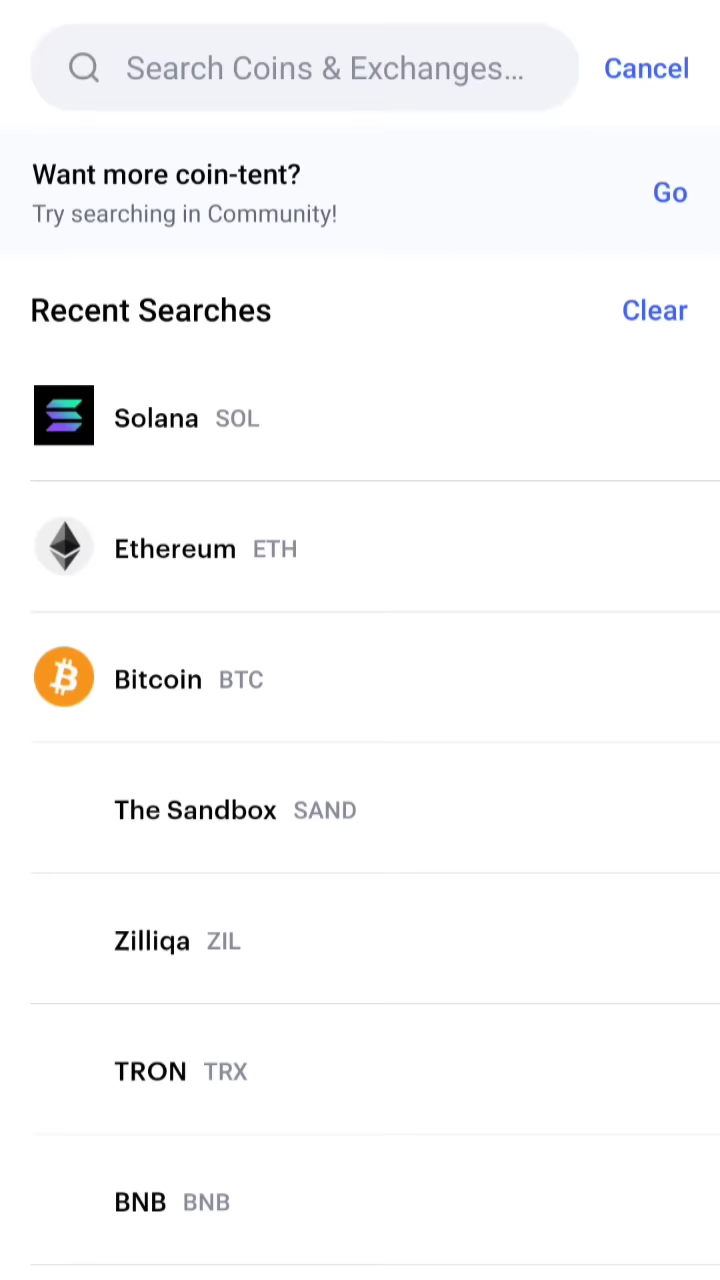 Search Coins & Exchanges... Cancel
Want more coin-tent?
Try searching in Community!
Go
Recent Searches Clear
Solana SOL
Ethereum ETH
Bitcoin BTC
The Sandbox SAND
Zilliqa ZIL
TRON TRX
BNB BNB